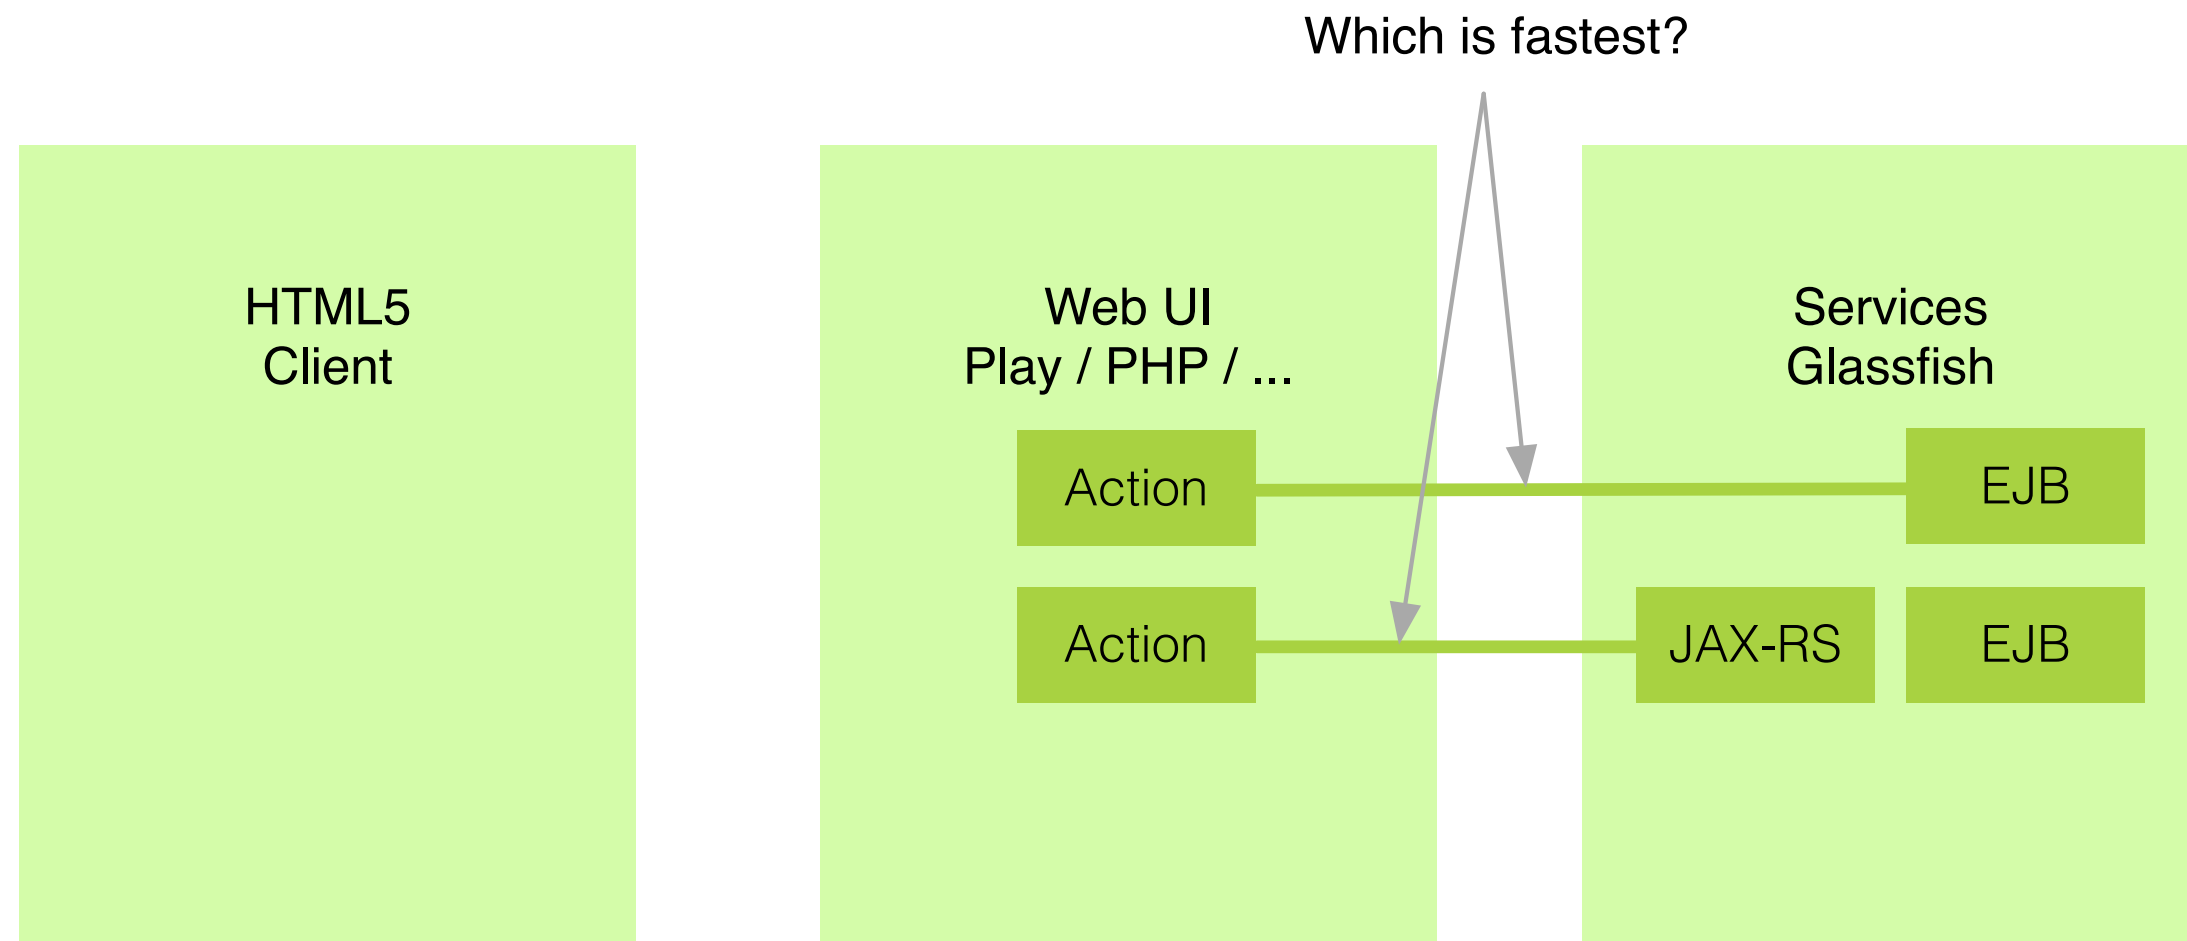 Which is fastest?
HTML5
Client
Web UI
Play / PHP / ...
Services
Glassfish
Action
EJB
Action
JAX-RS
EJB